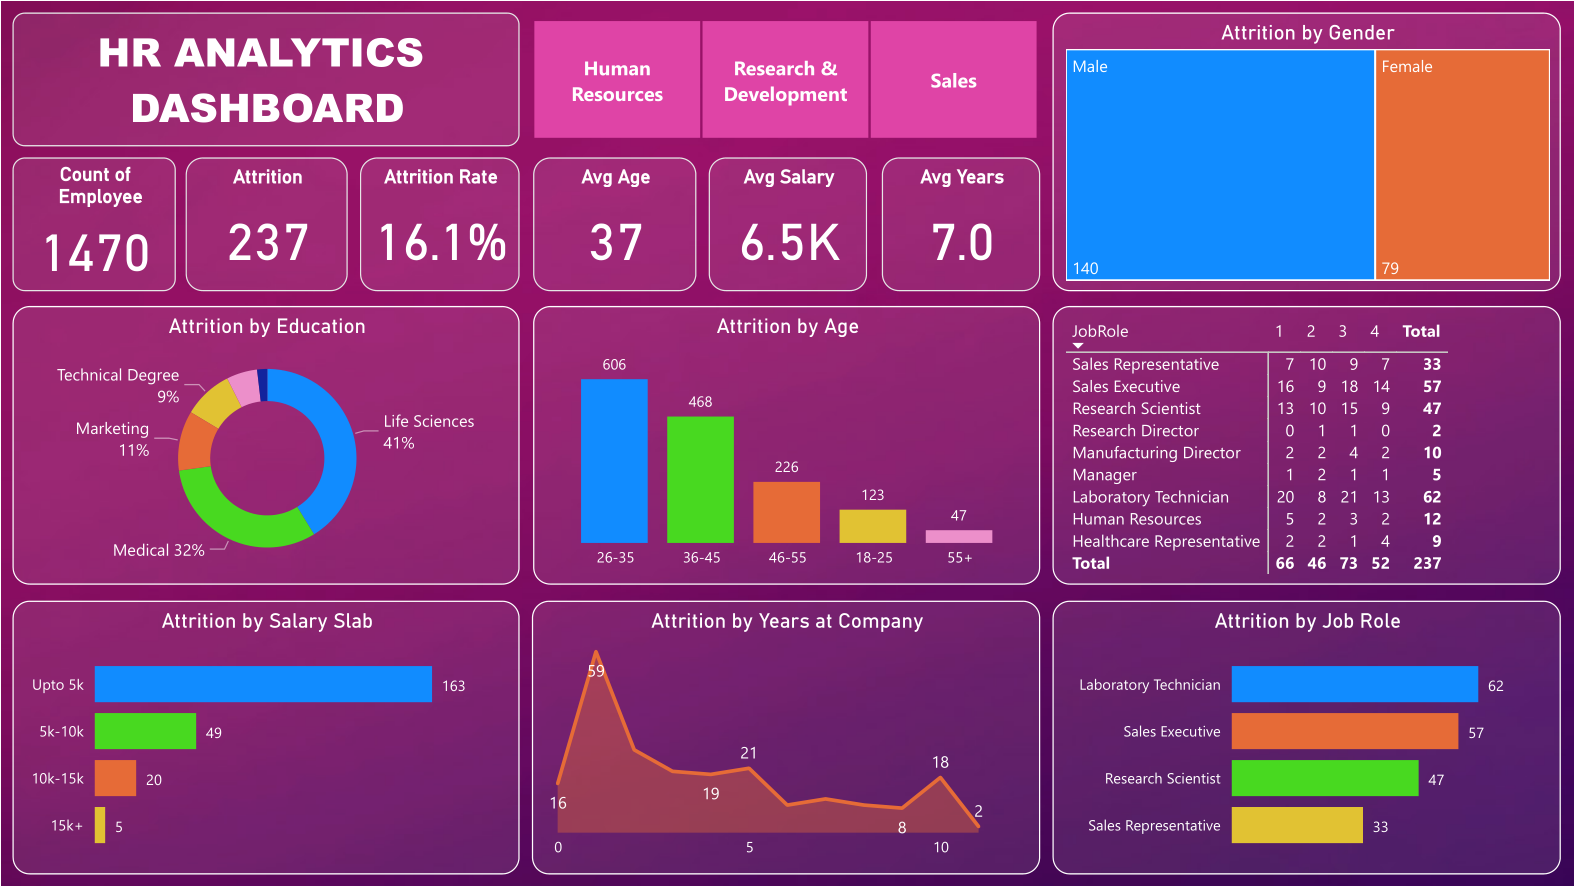 HR ANALYTICS
DASHBOARD
Human
Resources
Research &
Development
Sales
Count of
Employee
1470
Attrition
237
Attrition Rate
16.1%
Avg Age
37
Avg Salary
6.5K
Avg Years
7.0
Attrition by Gender
Male
Female
140
79
Attrition by Education
Technical Degree
9%
Marketing
11%
Life Sciences
41%
Medical 32%
Attrition by Age
606
468
226
123
47
26-35 36-45 46-55 18-25 55+
JobRole 1 2 3 4 Total
Sales Representative 7 10 9 7 33
Sales Executive 16 9 18 14 57
Research Scientist 13 10 15 9 47
Research Director 0 1 1 0 2
Manufacturing Director 2 2 4 2 10
Manager 1 2 1 1 5
Laboratory Technician 20 8 21 13 62
Human Resources 5 2 3 2 12
Healthcare Representative 2 2 1 4 9
Total 66 46 73 52 237
Attrition by Salary Slab
Upto 5k 163
5k-10k 49
10k-15k 20
15k+ 5
Attrition by Years at Company
59
21
18
16
19
8
2
0 5 10
Attrition by Job Role
Laboratory Technician 62
Sales Executive 57
Research Scientist 47
Sales Representative 33